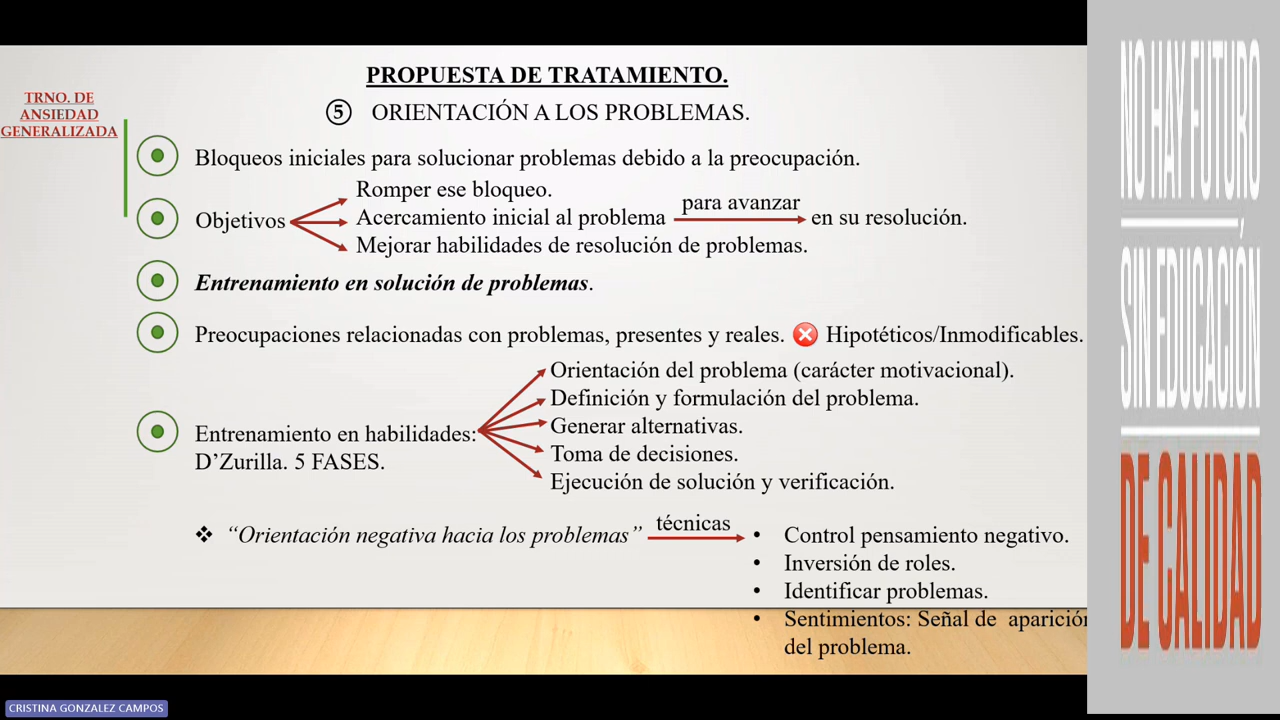 PROPUESTA DE TRATAMIENTO.
TRNO. DE
ANSIEDAD
GENERALIZADA
5 ORIENTACIÓN A LOS PROBLEMAS.
Bloqueos iniciales para solucionar problemas debido a la preocupación.
Objetivos
Romper ese bloqueo.
Acercamiento inicial al problema para avanzar en su resolución.
Mejorar habilidades de resolución de problemas.
Entrenamiento en solución de problemas.
Preocupaciones relacionadas con problemas, presentes y reales. ❌ Hipotéticos/Inmodificables.
Entrenamiento en habilidades:
D’Zurilla. 5 FASES.
Orientación del problema (carácter motivacional).
Definición y formulación del problema.
Generar alternativas.
Toma de decisiones.
Ejecución de solución y verificación.
❖ “Orientación negativa hacia los problemas” técnicas
• Control pensamiento negativo.
• Inversión de roles.
• Identificar problemas.
• Sentimientos: Señal de aparición
del problema.
NO HAY FUTURO
SIN EDUCACIÓN
DE CALIDAD
CRISTINA GONZALEZ CAMPOS